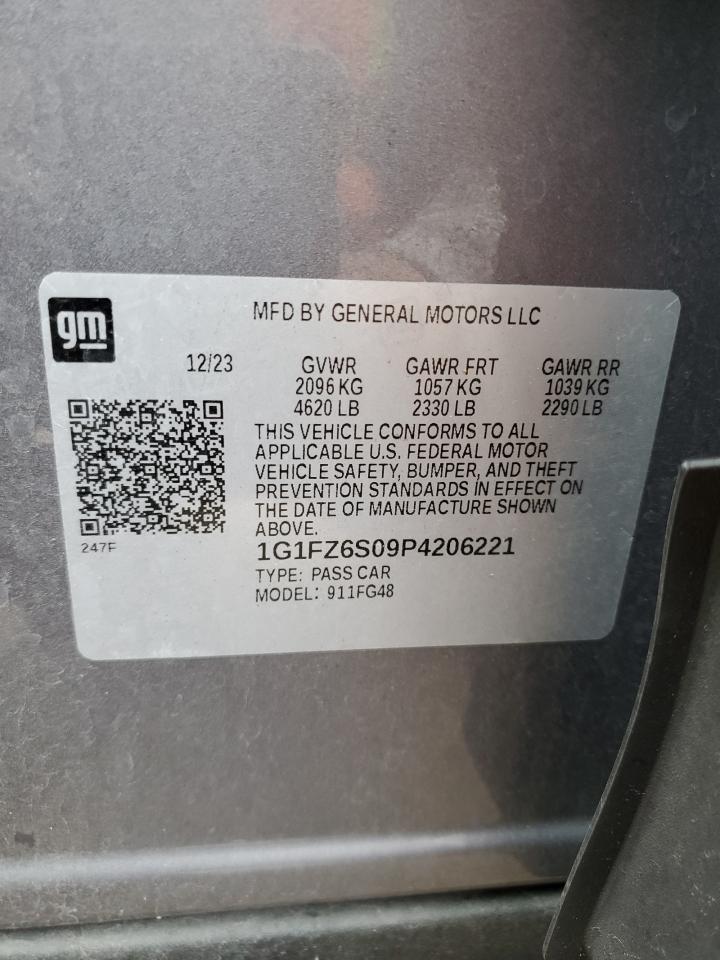 gm
MFD BY GENERAL MOTORS LLC
12/23 GVWR GAWR FRT GAWR RR
2096 KG 1057 KG 1039 KG
4620 LB 2330 LB 2290 LB
THIS VEHICLE CONFORMS TO ALL
APPLICABLE U.S. FEDERAL MOTOR
VEHICLE SAFETY, BUMPER, AND THEFT
PREVENTION STANDARDS IN EFFECT ON
THE DATE OF MANUFACTURE SHOWN
ABOVE.
247F
1G1FZ6S09P4206221
TYPE: PASS CAR
MODEL: 911FG48